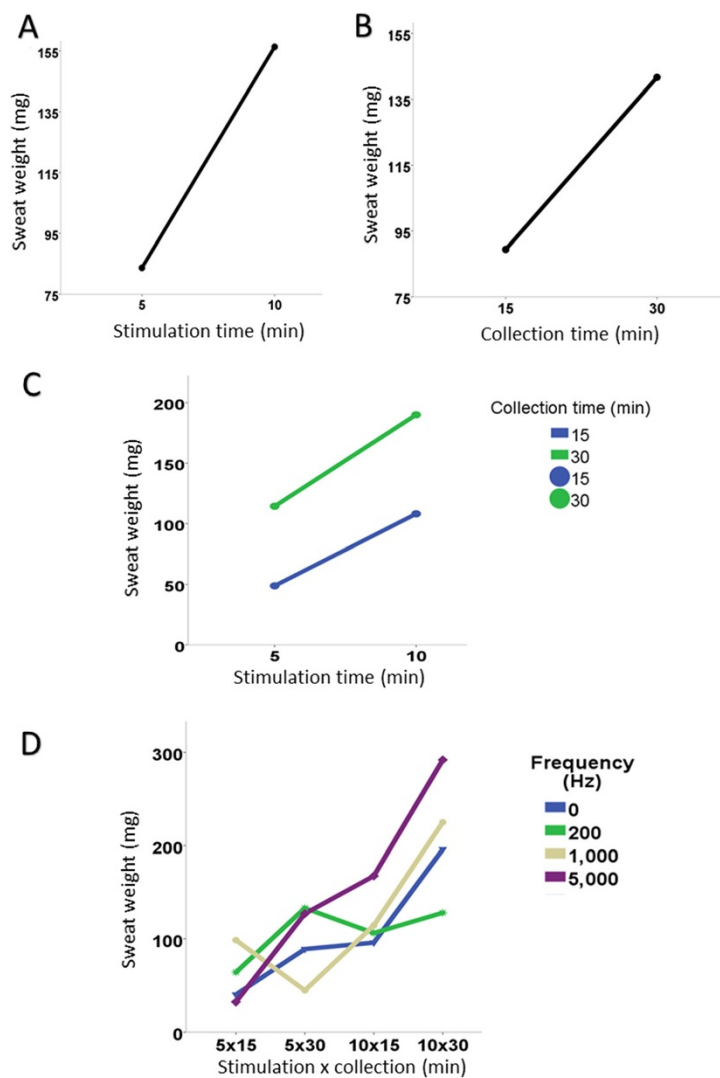 A
Sweat weight (mg)
155
135
115
95
75
5 10
Stimulation time (min)
B
Sweat weight (mg)
155
135
115
95
75
15 30
Collection time (min)
C
Sweat weight (mg)
200
150
100
50
0
5 10
Stimulation time (min)
Collection time (min)
15
30
15
30
D
Sweat weight (mg)
300
200
100
0
5x15 5x30 10x15 10x30
Stimulation x collection (min)
Frequency
(Hz)
0
200
1,000
5,000